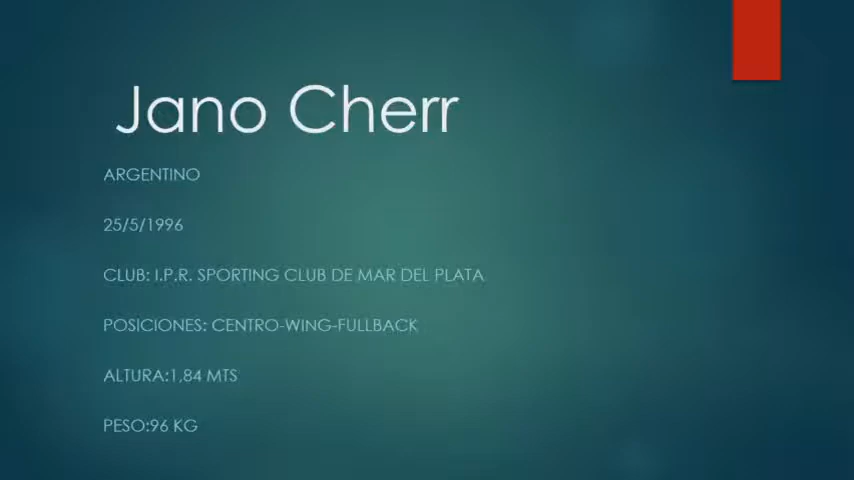 Jano Cherr
ARGENTINO
25/5/1996
CLUB: I.P.R. SPORTING CLUB DE MAR DEL PLATA
POSICIONES: CENTRO-WING-FULLBACK
ALTURA:1,84 MTS
PESO:96 KG